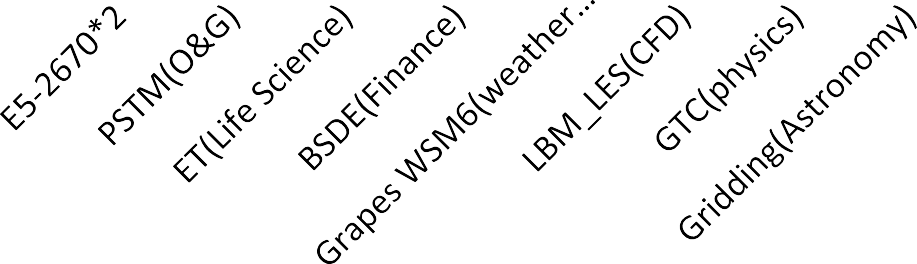 E5-2670*2
PSTM(O&G)
ET(Life Science)
BSDE(Finance)
Grapes WSM6(weather...
LBM_LES(CFD)
GTC(physics)
Gridding(Astronomy)